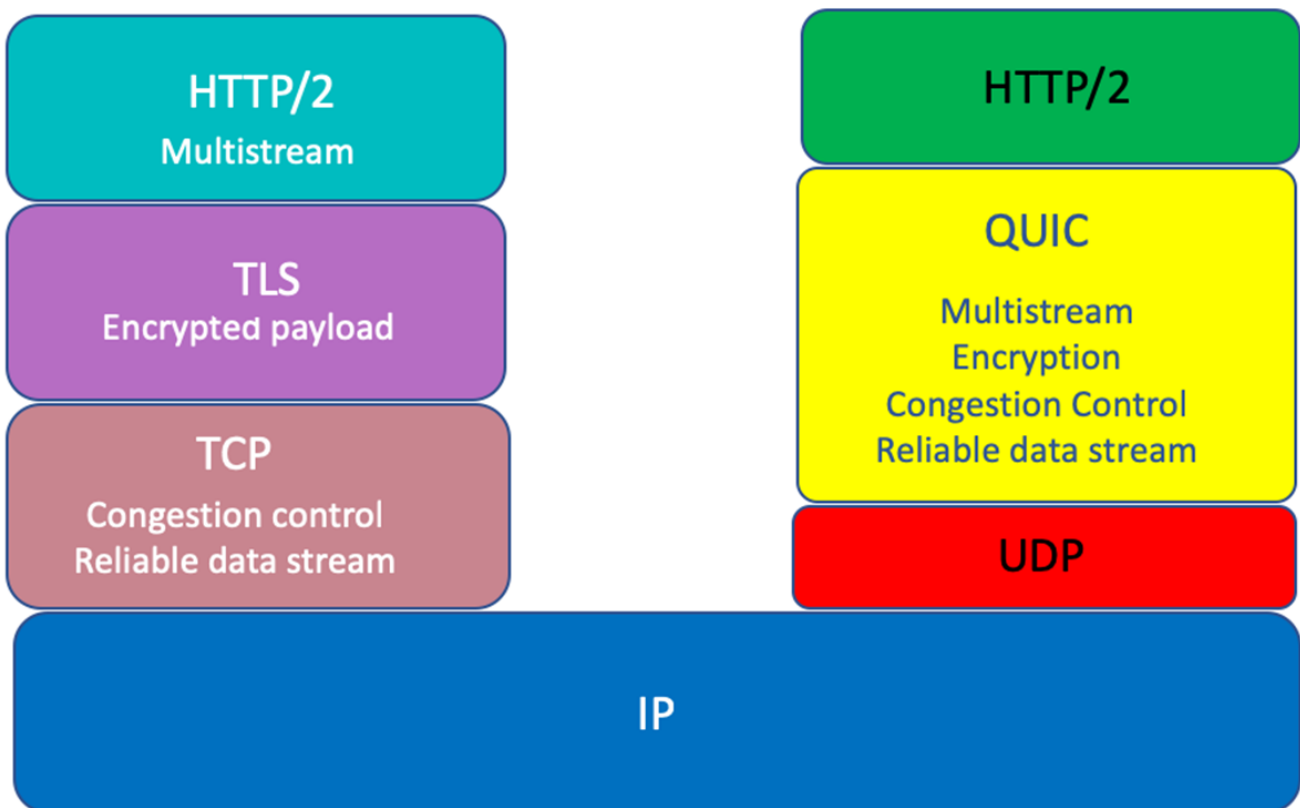 HTTP/2
Multistream
TLS
Encrypted payload
TCP
Congestion control
Reliable data stream
HTTP/2
QUIC
Multistream
Encryption
Congestion Control
Reliable data stream
UDP
IP